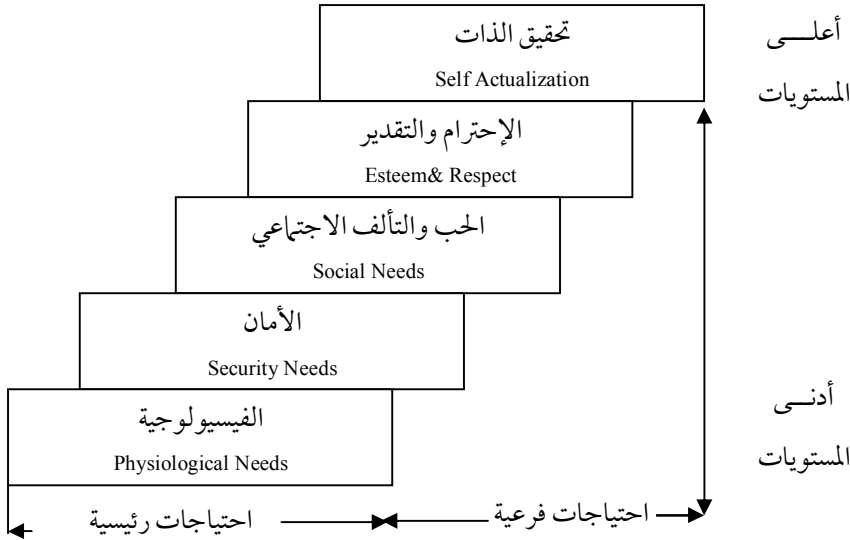 تحقيق الذات
Self Actualization
أعلـــى
المستويات
الإحترام والتقدير
Esteem& Respect
الحب والتألف الاجتماعي
Social Needs
الأمان
Security Needs
الفيسيولوجية
Physiological Needs
أدنـــى
المستويات
احتياجات فرعية
احتياجات رئيسية